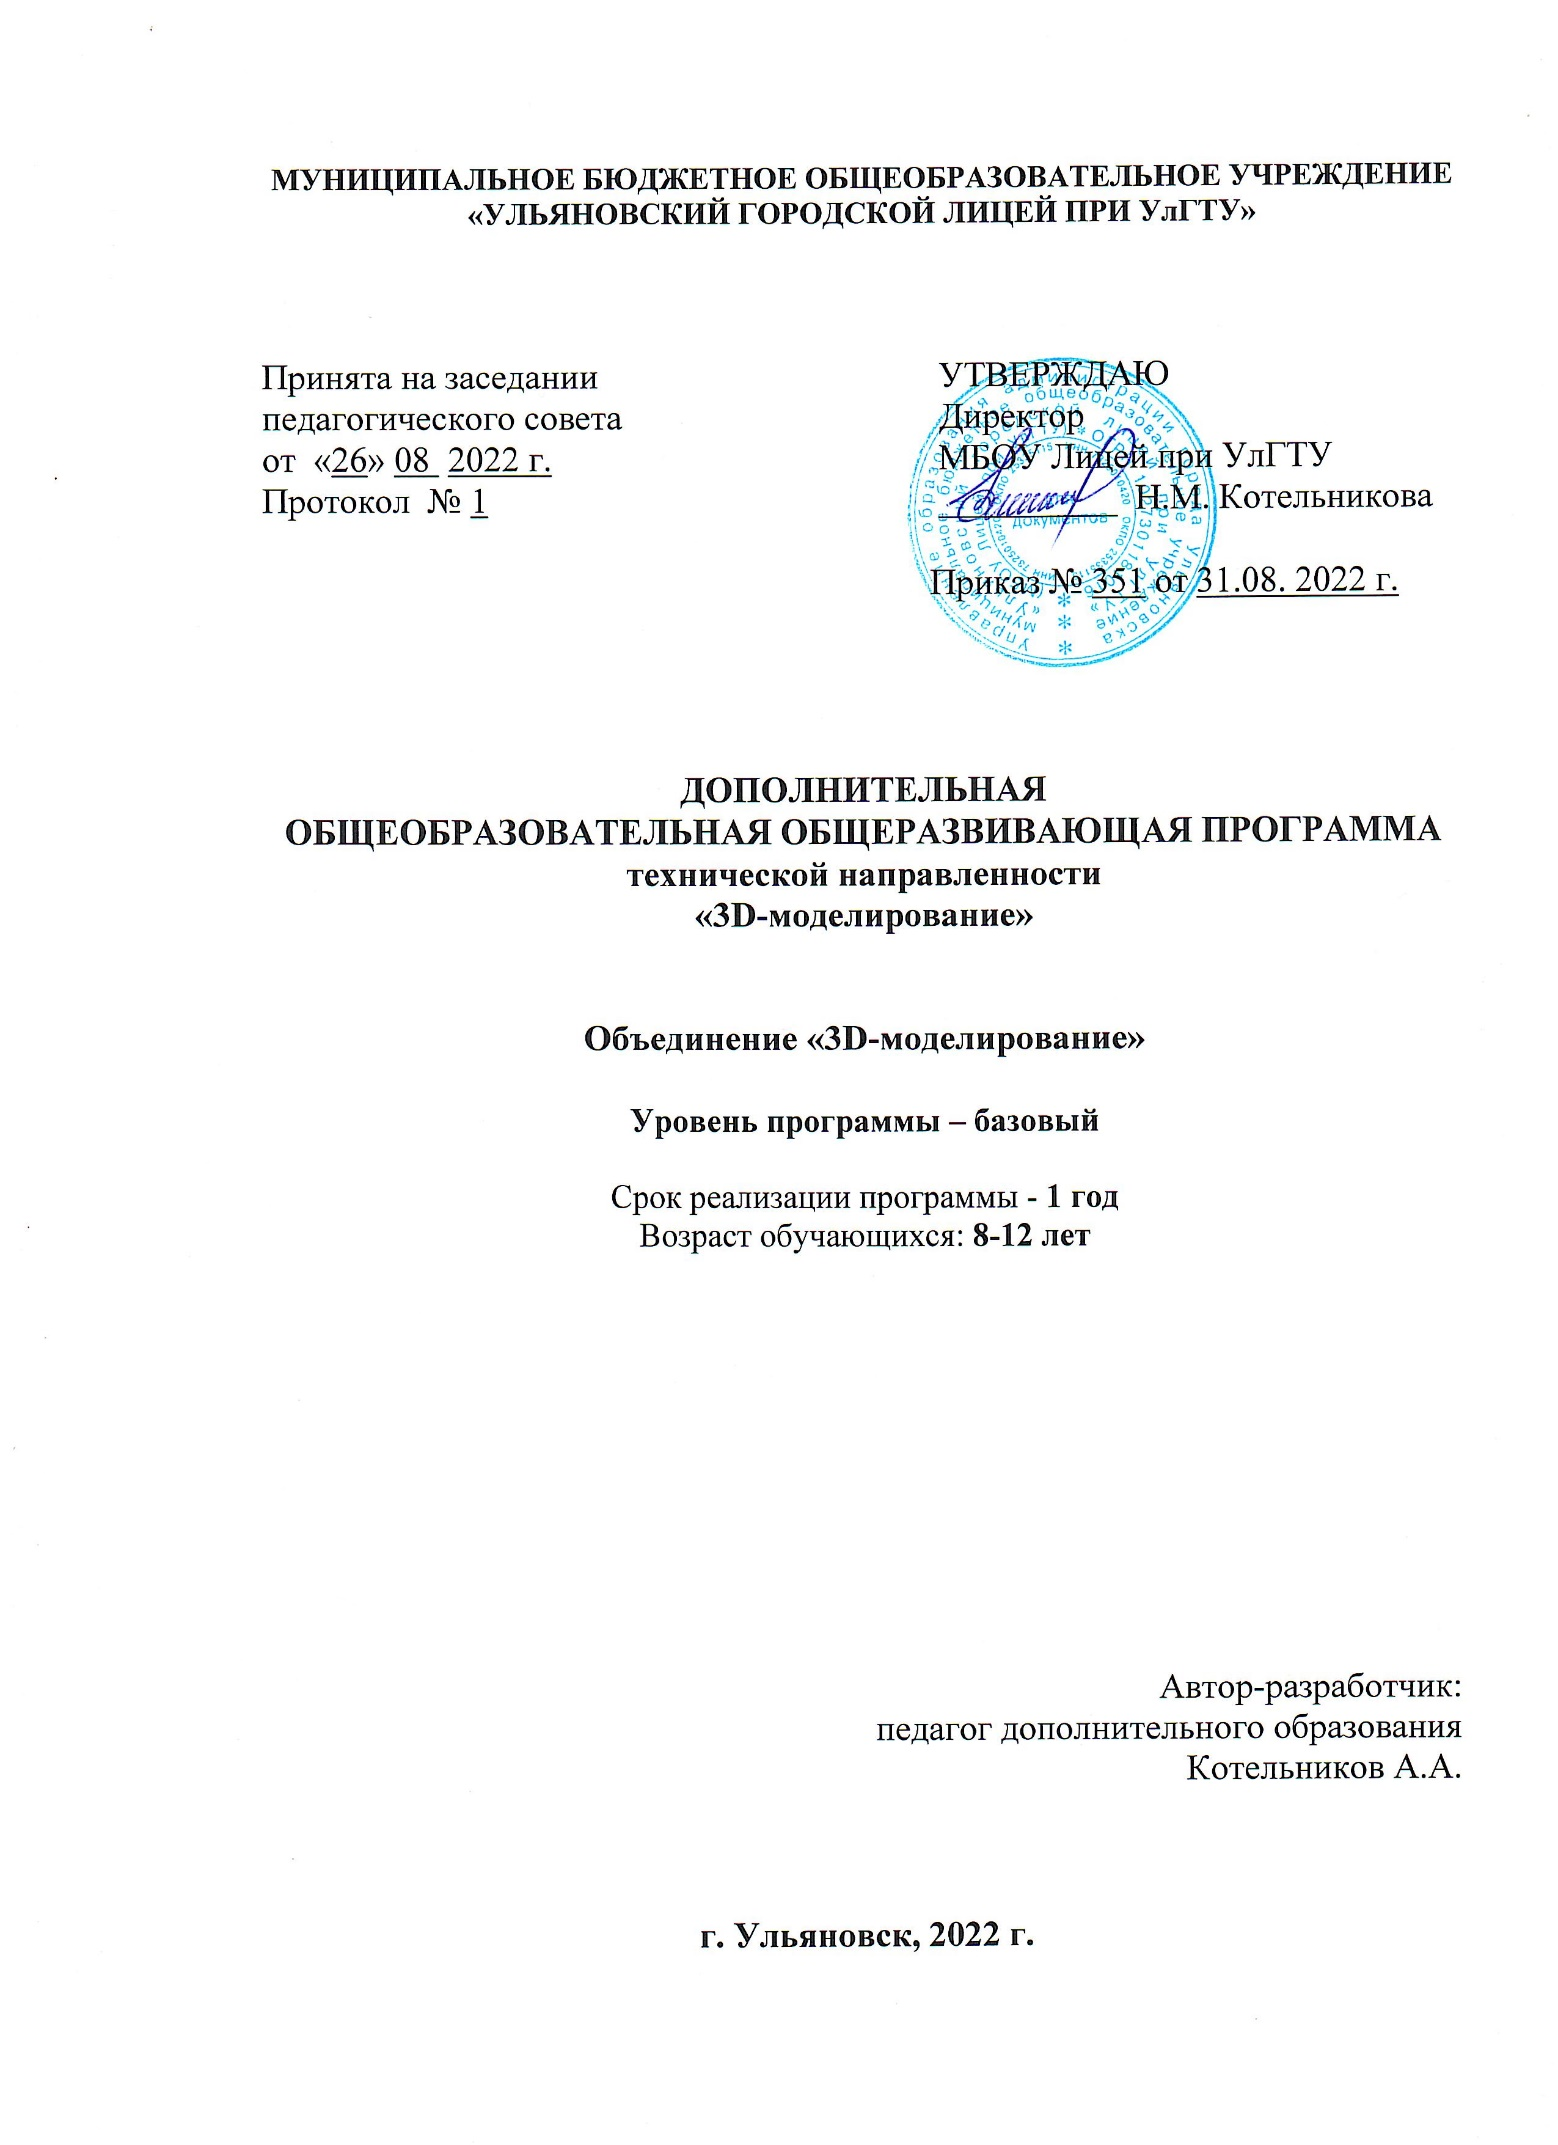 МУНИЦИПАЛЬНОЕ БЮДЖЕТНОЕ ОБЩЕОБРАЗОВАТЕЛЬНОЕ УЧРЕЖДЕНИЕ
«УЛЬЯНОВСКИЙ ГОРОДСКОЙ ЛИЦЕЙ ПРИ УлГТУ»
Принята на заседании
педагогического совета
от «26» 08 2022 г.
Протокол № 1
УТВЕРЖДАЮ
Директор
МБОУ Лицей при УлГТУ
Н.М. Котельникова
документов
Приказ № 351 от 31.08. 2022 г.
ДОПОЛНИТЕЛЬНАЯ
ОБЩЕОБРАЗОВАТЕЛЬНАЯ ОБЩЕРАЗВИВАЮЩАЯ ПРОГРАММА
технической направленности
«3D-моделирование»
Объединение «3D-моделирование»
Уровень программы – базовый
Срок реализации программы - 1 год
Возраст обучающихся: 8-12 лет
Автор-разработчик:
педагог дополнительного образования
Котельников А.А.
г. Ульяновск, 2022 г.